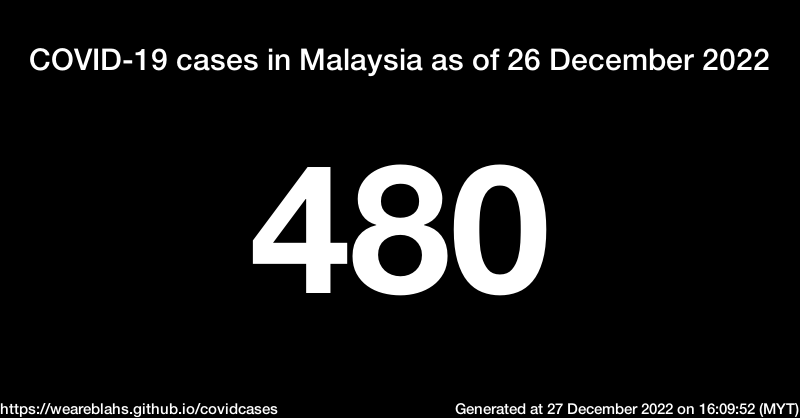 COVID-19 cases in Malaysia as of 26 December 2022
480
https://weareblahs.github.io/covidcases
Generated at 27 December 2022 on 16:09:52 (MYT)